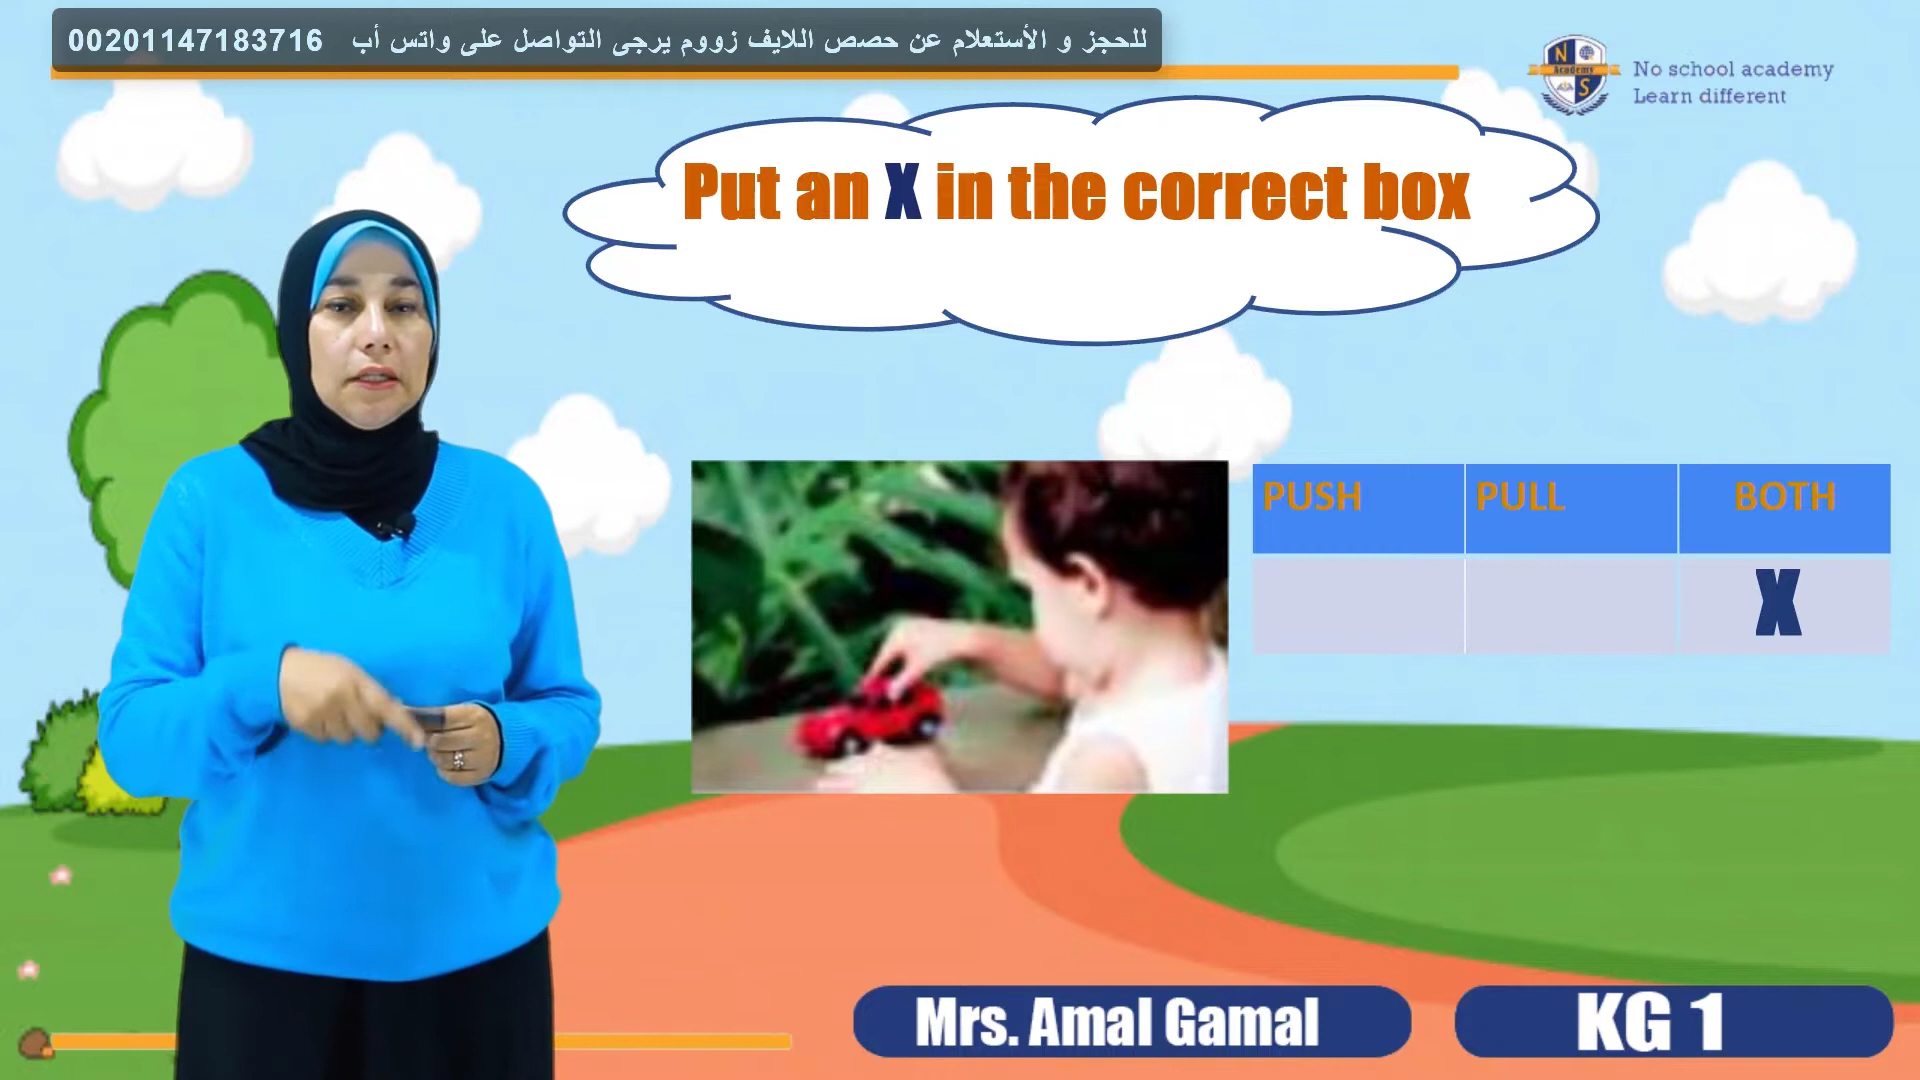 للحجز و الأستعلام عن حصص اللايف زووم يرجى التواصل على واتس أب 00201147183716
N
Academy
S
No school academy
Learn different
Put an X in the correct box
PUSH PULL BOTH
X
Mrs. Amal Gamal
KG 1